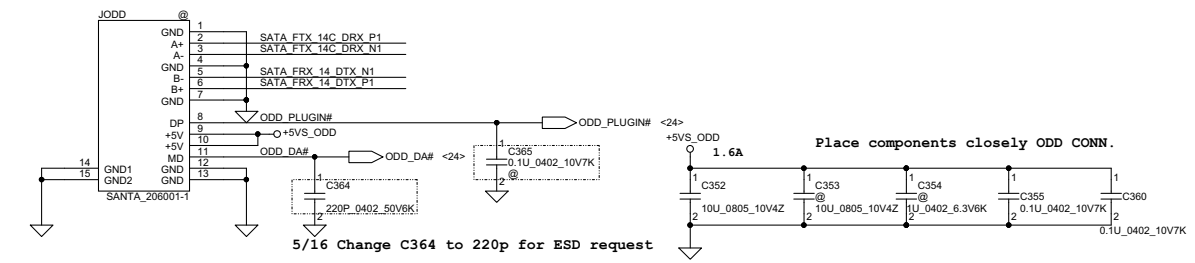 JODD @
GND 1
A+ 2 SATA_FTX_14C_DRX_P1
A- 3 SATA_FTX_14C_DRX_N1
GND 4
B- 5 SATA_FRX_14_DTX_N1
B+ 6 SATA_FRX_14_DTX_P1
GND 7
DP 8 ODD_PLUGIN# ODD_PLUGIN# <24>
+5V 9 +5VS_ODD
+5V 10
MD 11 ODD_DA# ODD_DA# <24>
14 GND1 GND 12
15 GND2 GND 13
SANTA_206001-1
1
C365
0.1U_0402_10V7K
@
2
1
C364
220P_0402_50V6K
2
5/16 Change C364 to 220p for ESD request
+5VS_ODD
1.6A
Place components closely ODD CONN.
1 1 1 1 1
C352 C353 C354 C355 C360
@ @
10U_0805_10V4Z 10U_0805_10V4Z 1U_0402_6.3V6K 0.1U_0402_10V7K
2 2 2 2 2
0.1U_0402_10V7K